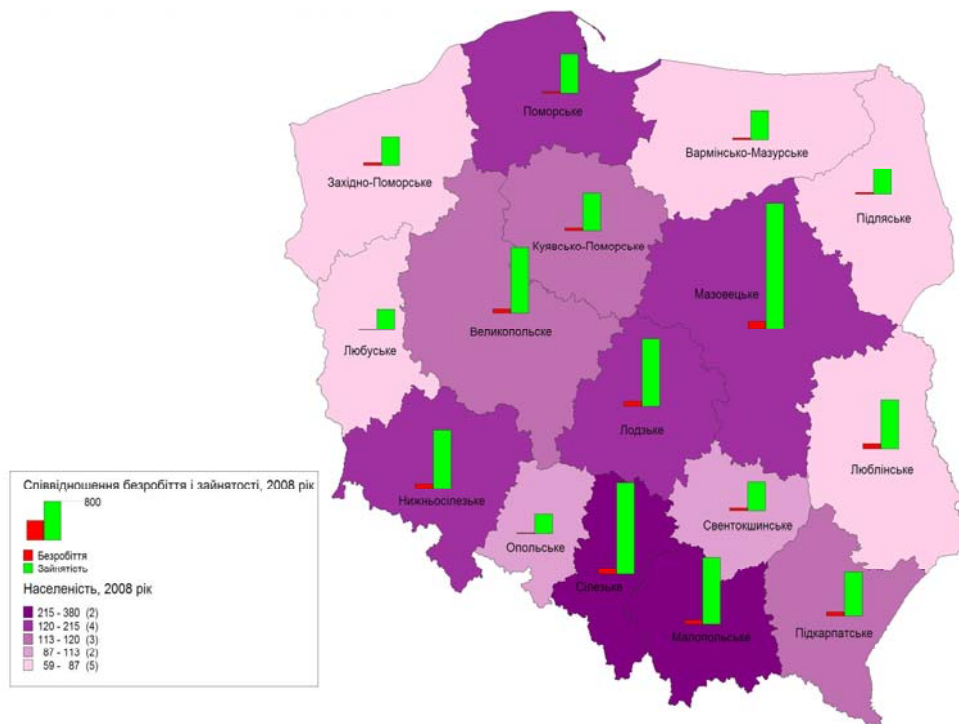 Поморське
Вармінсько-Мазурське
Західно-Поморське
Підляське
Куявсько-Поморське
Мазовецьке
Великопольске
Любуське
Лодзьке
Люблінське
Нижньосілезьке
Свентокшинське
Опольське
Сілезьке
Малопольське
Підкарпатське
Співвідношення безробіття і зайнятості, 2008 рік
800
Безробіття
Зайнятість
Населеність, 2008 рік
215 - 380 (2)
120 - 215 (4)
113 - 120 (3)
87 - 113 (2)
59 - 87 (5)